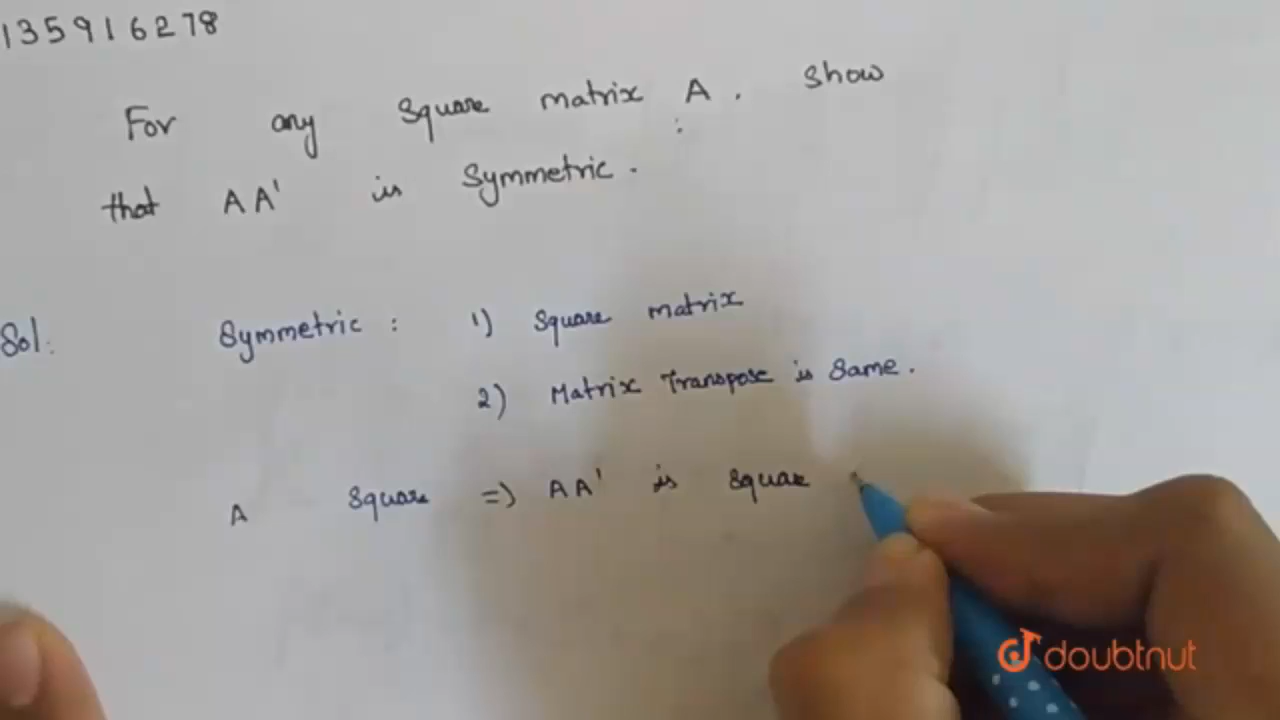 135916278
For any Square matrix A. Show
that AA' is Symmetric.
Sol: Symmetric: 1) Square matrix
2) Matrix Transpose is Same.
A Square => AA' is Square
doubtnut